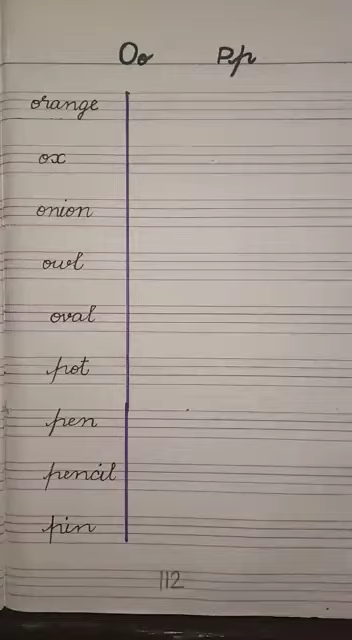 Oo Pp
orange
ox
onion
owl
oval
pot
pen
pencil
pin
112